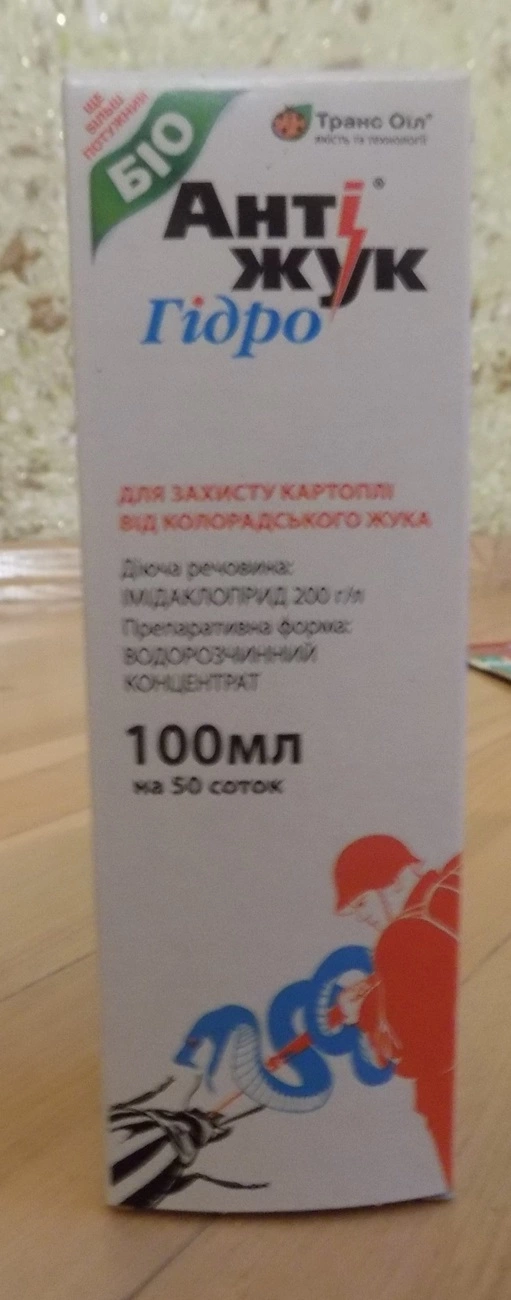 ЩЕ
БІЛЬШ
ПОТУЖНИЙ
БІО
Транс Оіл®
якість та технології
Анті®
жук
Гідро
ДЛЯ ЗАХИСТУ КАРТОПЛІ
ВІД КОЛОРАДСЬКОГО ЖУКА
Діюча речовина:
ІМІДАКЛОПРИД 200 г/л
Препаративна форма:
ВОДОРОЗЧИННИЙ
КОНЦЕНТРАТ
100мл
на 50 соток